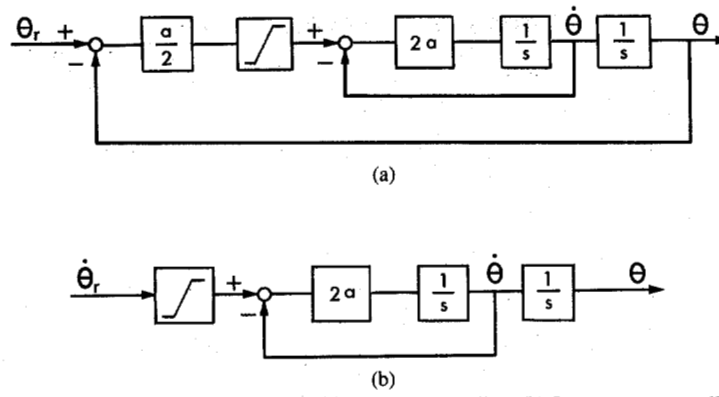 θr + − a/2 + − 2a 1/s θ̇ 1/s θ
(a)
θ̇r + − 2a 1/s θ̇ 1/s θ
(b)